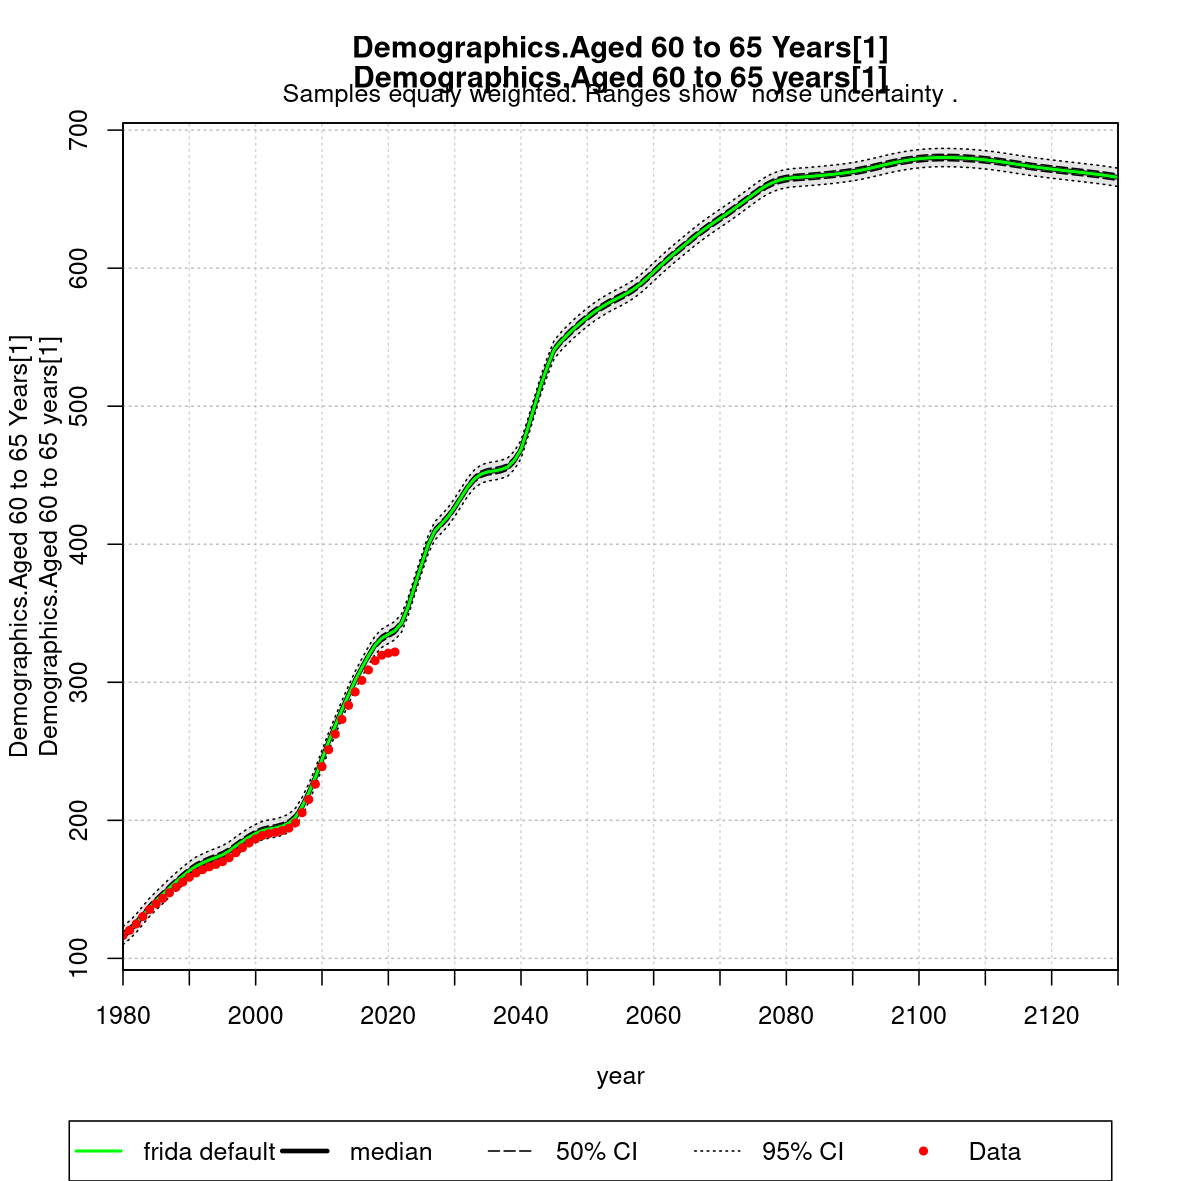 Demographics.Aged 60 to 65 Years[1]
Demographics.Aged 60 to 65 years[1]
Samples equaly weighted. Ranges show  noise uncertainty .
Demographics.Aged 60 to 65 Years[1]
Demographics.Aged 60 to 65 years[1]
700
600
500
400
300
200
100
1980 2000 2020 2040 2060 2080 2100 2120
year
frida default median 50% CI 95% CI Data